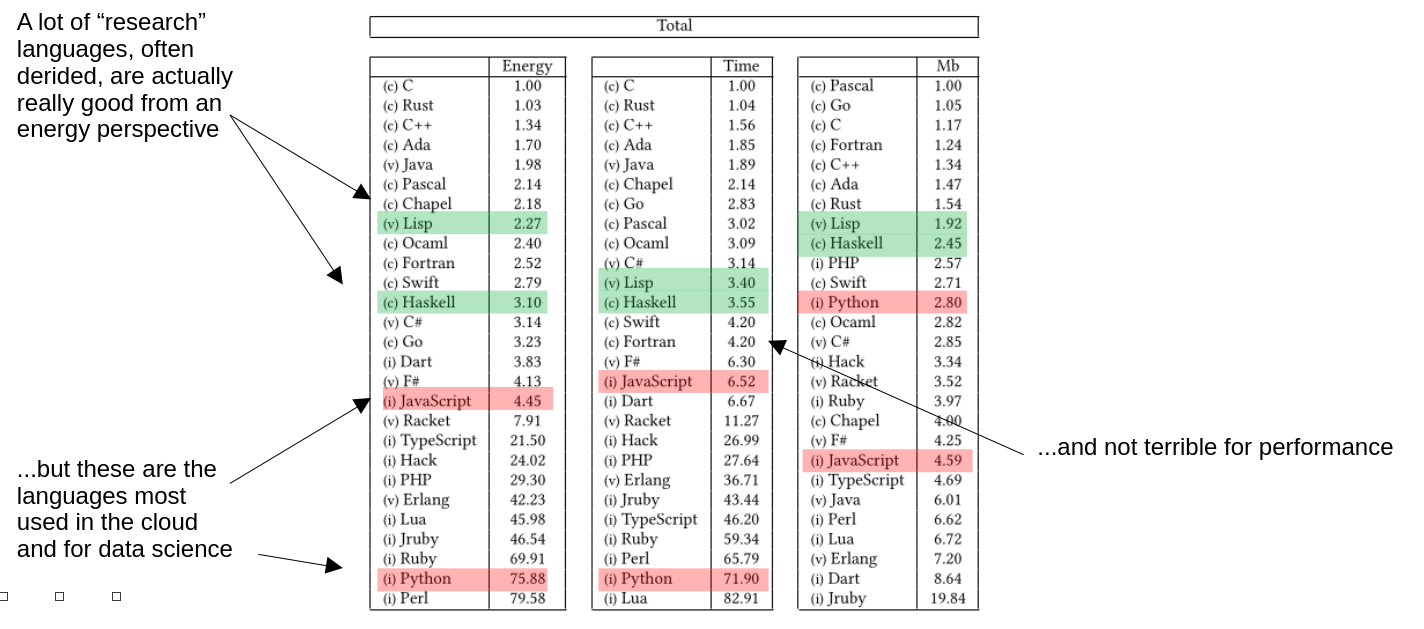 A lot of “research”
languages, often
derided, are actually
really good from an
energy perspective
...but these are the
languages most
used in the cloud
and for data science
Total
Energy
(c) C 1.00
(c) Rust 1.03
(c) C++ 1.34
(c) Ada 1.70
(v) Java 1.98
(c) Pascal 2.14
(c) Chapel 2.18
(v) Lisp 2.27
(c) Ocaml 2.40
(c) Fortran 2.52
(c) Swift 2.79
(c) Haskell 3.10
(v) C# 3.14
(c) Go 3.23
(i) Dart 3.83
(v) F# 4.13
(i) JavaScript 4.45
(v) Racket 7.91
(i) TypeScript 21.50
(i) Hack 24.02
(i) PHP 29.30
(v) Erlang 42.23
(i) Lua 45.98
(i) Jruby 46.54
(i) Ruby 69.91
(i) Python 75.88
(i) Perl 79.58
Time
(c) C 1.00
(c) Rust 1.04
(c) C++ 1.56
(c) Ada 1.85
(v) Java 1.89
(c) Chapel 2.14
(c) Go 2.83
(c) Pascal 3.02
(c) Ocaml 3.09
(v) C# 3.14
(v) Lisp 3.40
(c) Haskell 3.55
(c) Swift 4.20
(c) Fortran 4.20
(v) F# 6.30
(i) JavaScript 6.52
(i) Dart 6.67
(v) Racket 11.27
(i) Hack 26.99
(i) PHP 27.64
(v) Erlang 36.71
(i) Jruby 43.44
(i) TypeScript 46.20
(i) Ruby 59.34
(i) Perl 65.79
(i) Python 71.90
(i) Lua 82.91
Mb
(c) Pascal 1.00
(c) Go 1.05
(c) C 1.17
(c) Fortran 1.24
(c) C++ 1.34
(c) Ada 1.47
(c) Rust 1.54
(v) Lisp 1.92
(c) Haskell 2.45
(i) PHP 2.57
(c) Swift 2.71
(i) Python 2.80
(c) Ocaml 2.82
(v) C# 2.85
(i) Hack 3.34
(v) Racket 3.52
(i) Ruby 3.97
(c) Chapel 4.00
(v) F# 4.25
(i) JavaScript 4.59
(i) TypeScript 4.69
(v) Java 6.01
(i) Perl 6.62
(i) Lua 6.72
(v) Erlang 7.20
(i) Dart 8.64
(i) Jruby 19.84
...and not terrible for performance